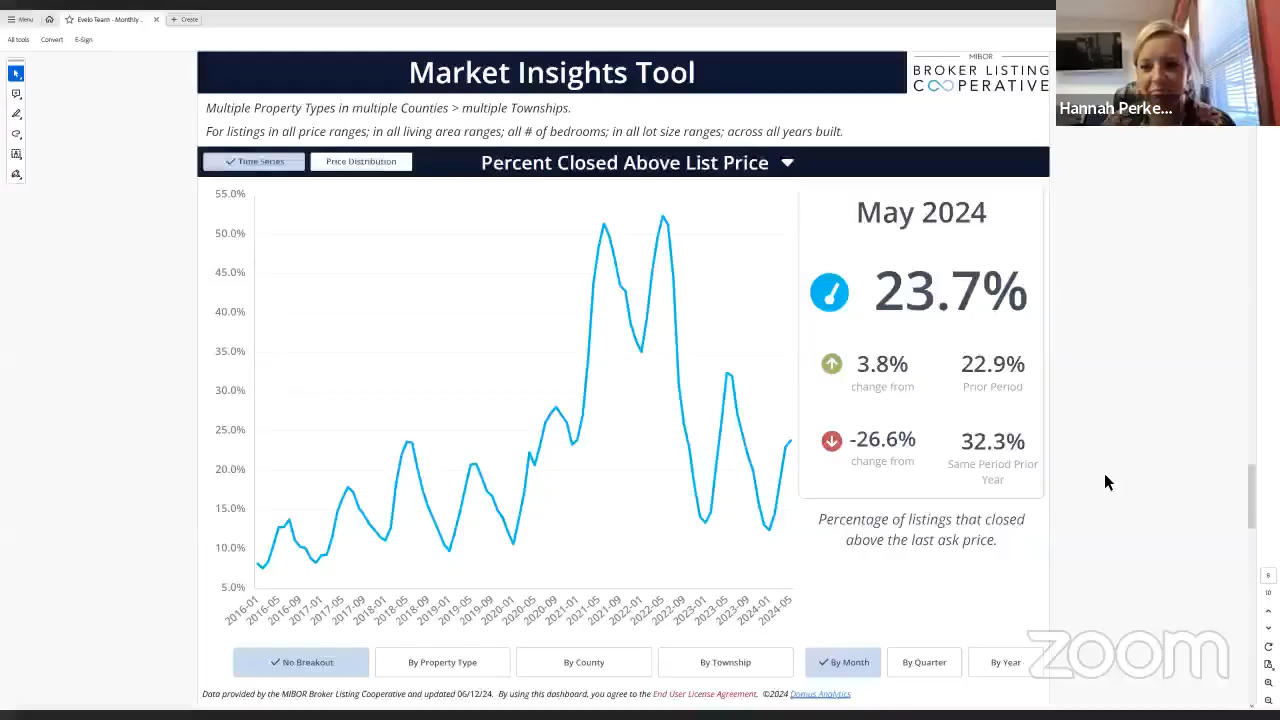 Menu
Evelo Team - Monthly ...
Create
All tools
Convert
E-Sign
Market Insights Tool
MIBOR
BROKER LISTING
COOPERATIVE
Hannah Perke...
Multiple Property Types in multiple Counties > multiple Townships.
For listings in all price ranges; in all living area ranges; all # of bedrooms; in all lot size ranges; across all years built.
Time Series
Price Distribution
Percent Closed Above List Price
55.0%
50.0%
45.0%
40.0%
35.0%
30.0%
25.0%
20.0%
15.0%
10.0%
5.0%
2016-01
2016-05
2016-09
2017-01
2017-05
2017-09
2018-01
2018-05
2018-09
2019-01
2019-05
2019-09
2020-01
2020-05
2020-09
2021-01
2021-05
2021-09
2022-01
2022-05
2022-09
2023-01
2023-05
2023-09
2024-01
2024-05
May 2024
23.7%
3.8%
22.9%
change from
Prior Period
-26.6%
32.3%
change from
Same Period Prior
Year
Percentage of listings that closed
above the last ask price.
No Breakout
By Property Type
By County
By Township
By Month
By Quarter
By Year
Data provided by the MIBOR Broker Listing Cooperative and updated 06/12/24. By using this dashboard, you agree to the End User License Agreement. ©2024 Domus Analytics
zoom
10